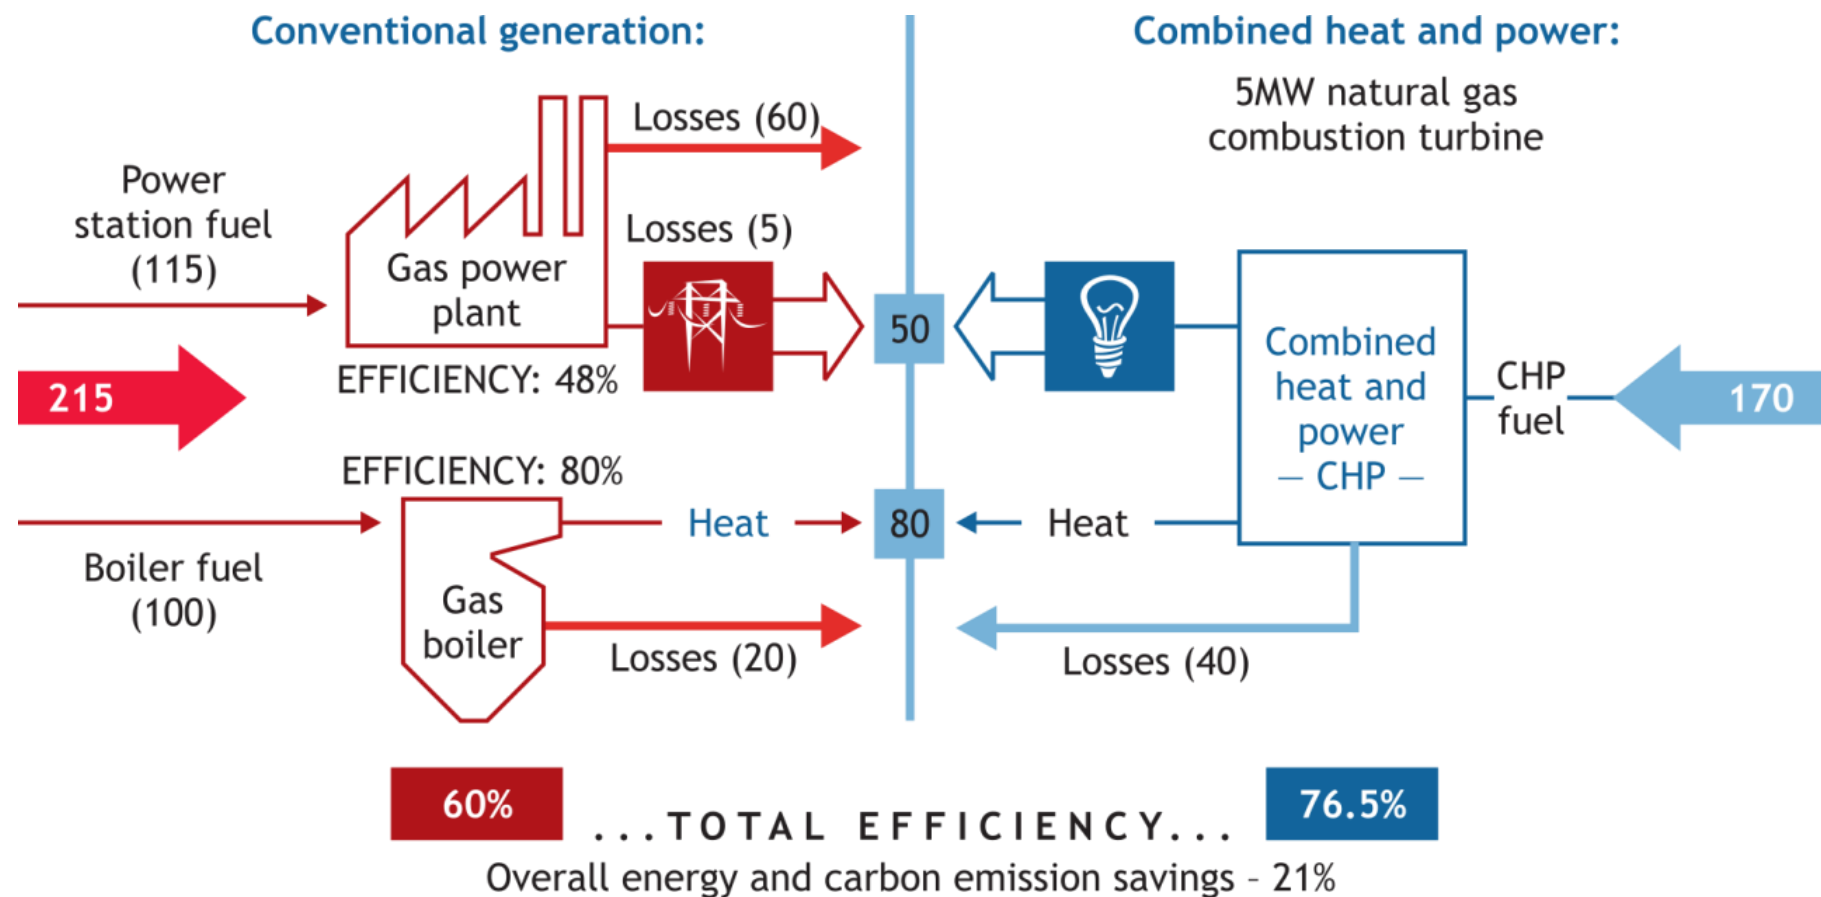 Conventional generation:
Losses (60)
Power
station fuel
(115)
Losses (5)
Gas power
plant
EFFICIENCY: 48%
215
EFFICIENCY: 80%
Heat
Boiler fuel
(100)
Gas
boiler
Losses (20)
50
80
Combined heat and power:
5MW natural gas
combustion turbine
Combined
heat and
power
— CHP —
CHP
fuel
170
Heat
Losses (40)
60%
...TOTAL EFFICIENCY...
76.5%
Overall energy and carbon emission savings – 21%